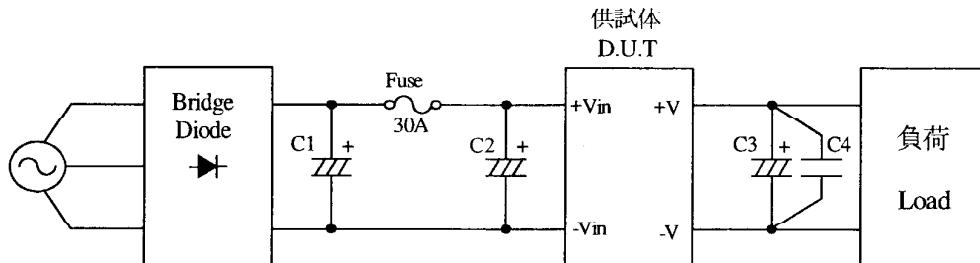 供試体
D.U.T
Bridge
Diode
Fuse
30A
C1
+
C2
+
+Vin
-Vin
+V
-V
C3
+
C4
負荷
Load